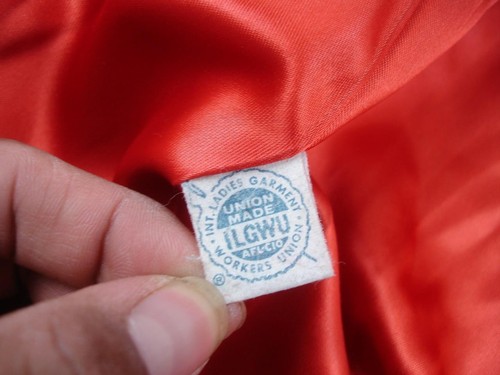 INT. LADIES GARMENT
UNION
MADE
ILGWU
AFL-CIO
WORKERS UNION
®